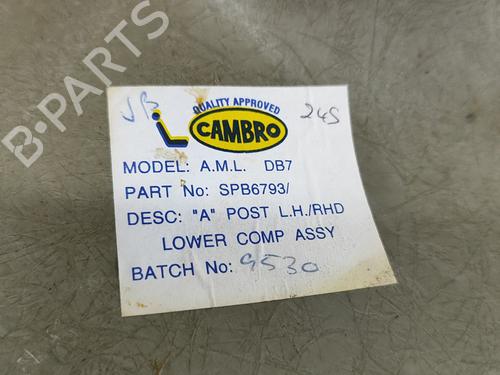 B-PARTS
JB
QUALITY APPROVED
CAMBRO
245
MODEL: A.M.L. DB7
PART No: SPB6793/
DESC: "A" POST L.H./RHD
LOWER COMP ASSY
BATCH No: 9530